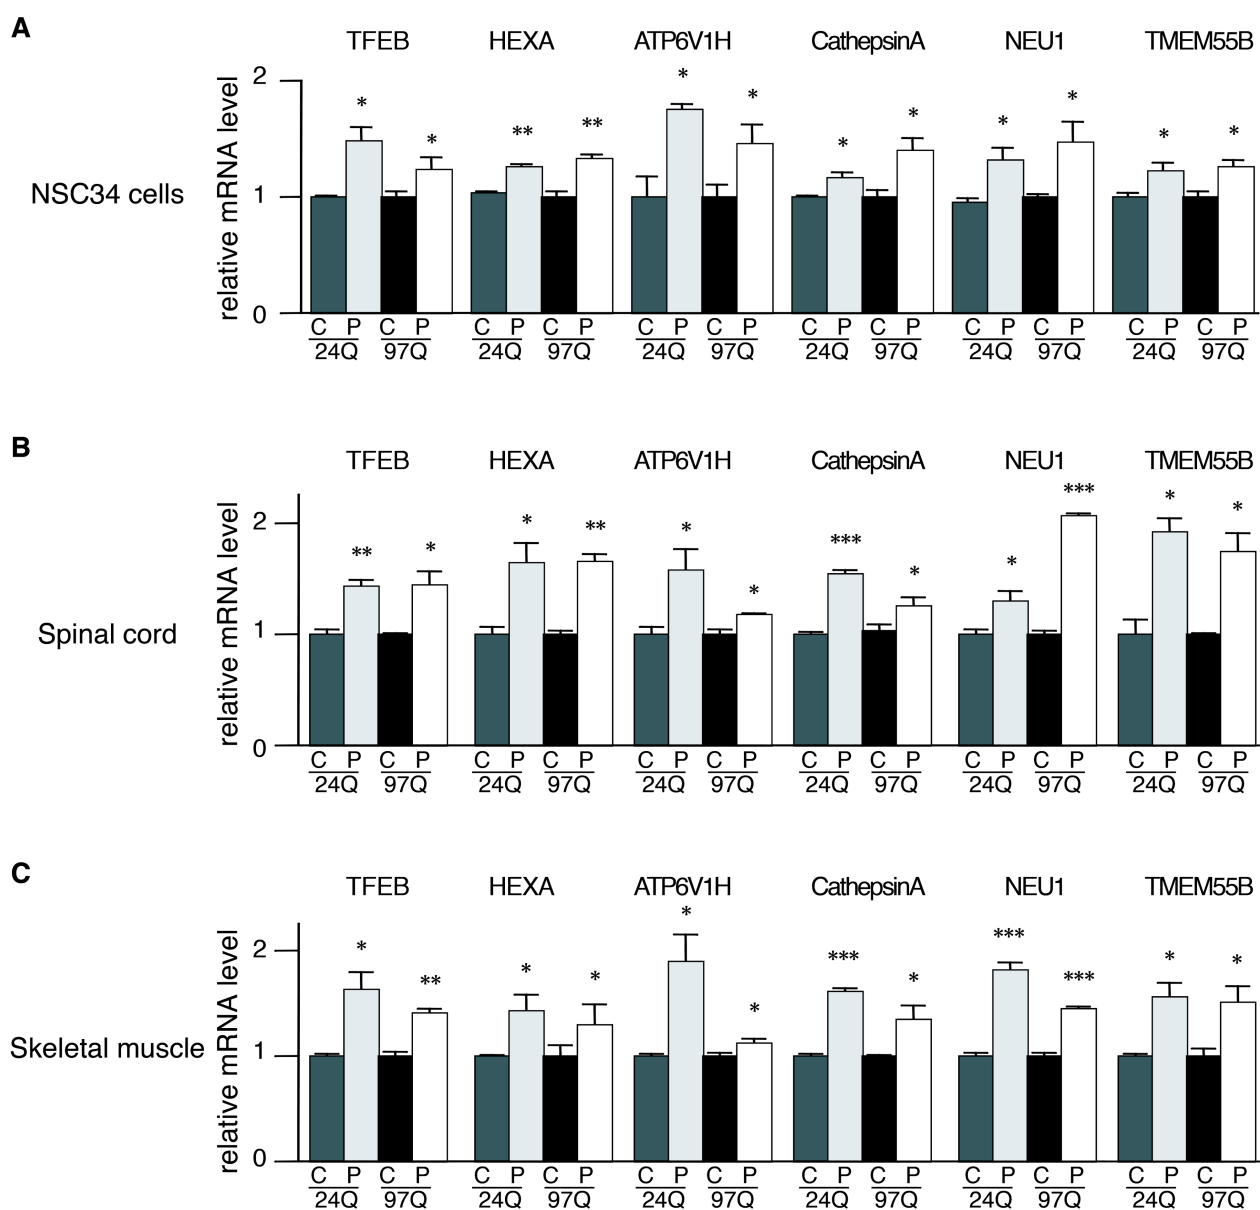 A
TFEB HEXA ATP6V1H CathepsinA NEU1 TMEM55B
* * ** ** * * * * * * * *
NSC34 cells
relative mRNA level
2
1
0
C P C P C P C P C P C P C P C P C P C P C P C P
24Q 97Q 24Q 97Q 24Q 97Q 24Q 97Q 24Q 97Q 24Q 97Q
B
TFEB HEXA ATP6V1H CathepsinA NEU1 TMEM55B
** * * ** * * *** * * *** * *
Spinal cord
relative mRNA level
2
1
0
C P C P C P C P C P C P C P C P C P C P C P C P
24Q 97Q 24Q 97Q 24Q 97Q 24Q 97Q 24Q 97Q 24Q 97Q
C
TFEB HEXA ATP6V1H CathepsinA NEU1 TMEM55B
* ** * * * * *** * *** *** * *
Skeletal muscle
relative mRNA level
2
1
0
C P C P C P C P C P C P C P C P C P C P C P C P
24Q 97Q 24Q 97Q 24Q 97Q 24Q 97Q 24Q 97Q 24Q 97Q